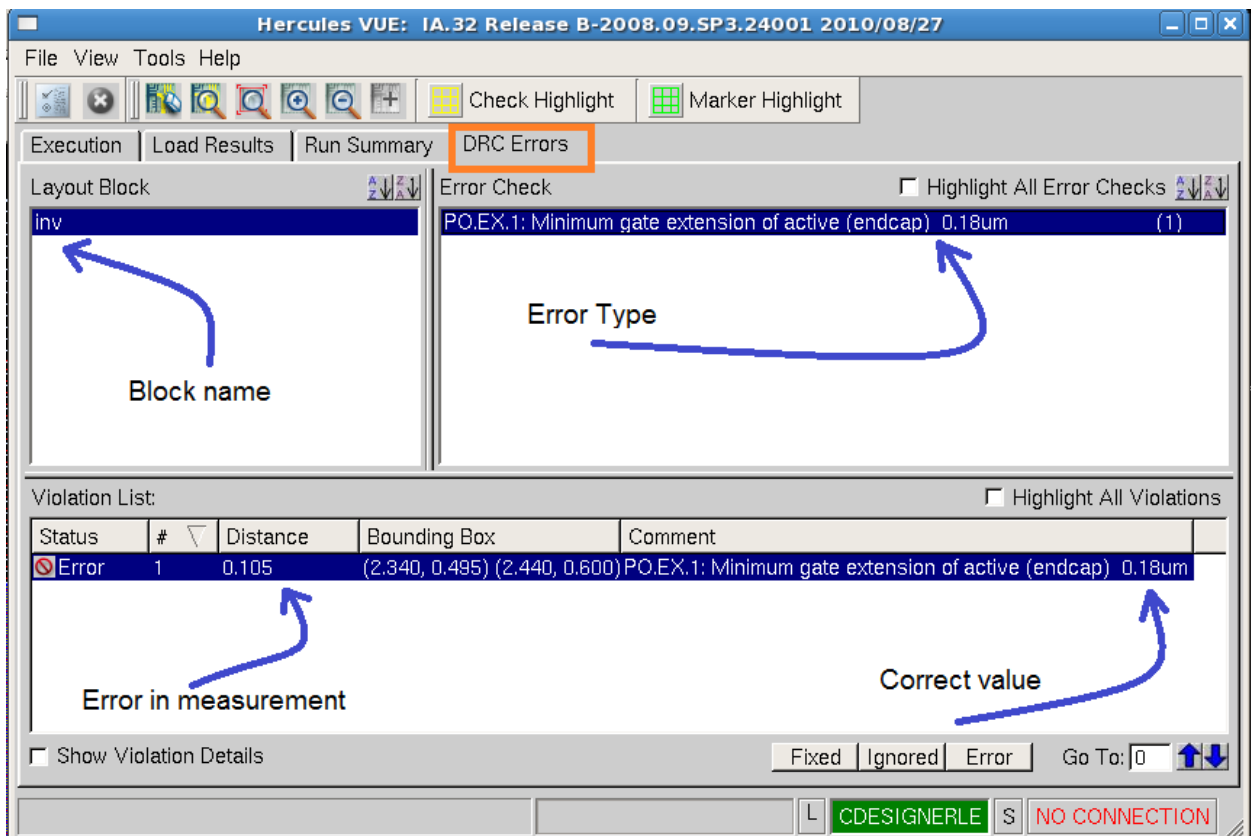 Hercules VUE: IA.32 Release B-2008.09.SP3.24001 2010/08/27
File View Tools Help
Check Highlight Marker Highlight
Execution Load Results Run Summary DRC Errors
Layout Block Error Check Highlight All Error Checks
inv PO.EX.1: Minimum gate extension of active (endcap) 0.18um (1)
Error Type
Block name
Violation List: Highlight All Violations
Status # Distance Bounding Box Comment
Error 1 0.105 (2.340, 0.495) (2.440, 0.600) PO.EX.1: Minimum gate extension of active (endcap) 0.18um
Correct value
Error in measurement
Show Violation Details Fixed Ignored Error Go To: 0
L CDESIGNERLE S NO CONNECTION